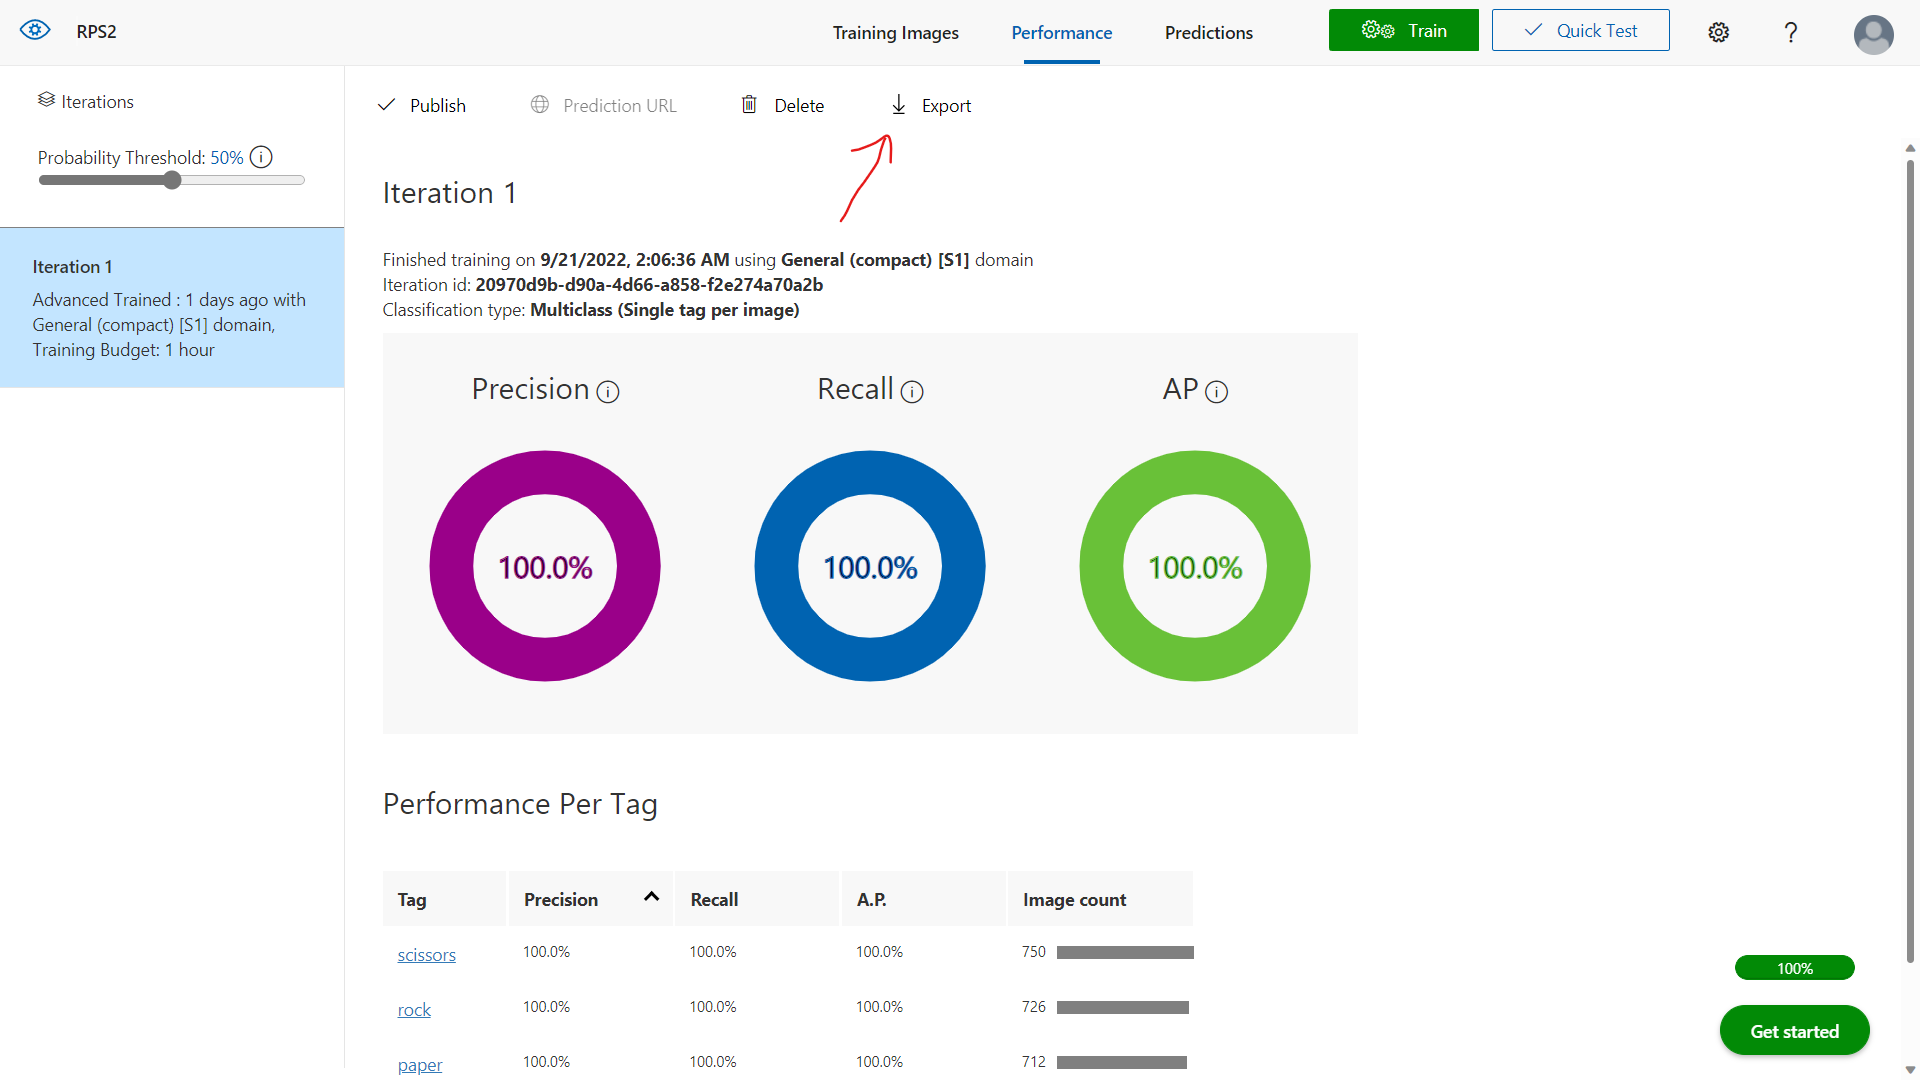 RPS2
Training Images
Performance
Predictions
Train
Quick Test
?
Iterations
Publish
Prediction URL
Delete
Export
Probability Threshold: 50% i
Iteration 1
Finished training on 9/21/2022, 2:06:36 AM using General (compact) [S1] domain
Iteration id: 20970d9b-d90a-4d66-a858-f2e274a70a2b
Classification type: Multiclass (Single tag per image)
Iteration 1
Advanced Trained : 1 days ago with
General (compact) [S1] domain,
Training Budget: 1 hour
Precision i
Recall i
AP i
100.0%
100.0%
100.0%
Performance Per Tag
Tag Precision Recall A.P. Image count
scissors 100.0% 100.0% 100.0% 750
rock 100.0% 100.0% 100.0% 726
paper 100.0% 100.0% 100.0% 712
100%
Get started